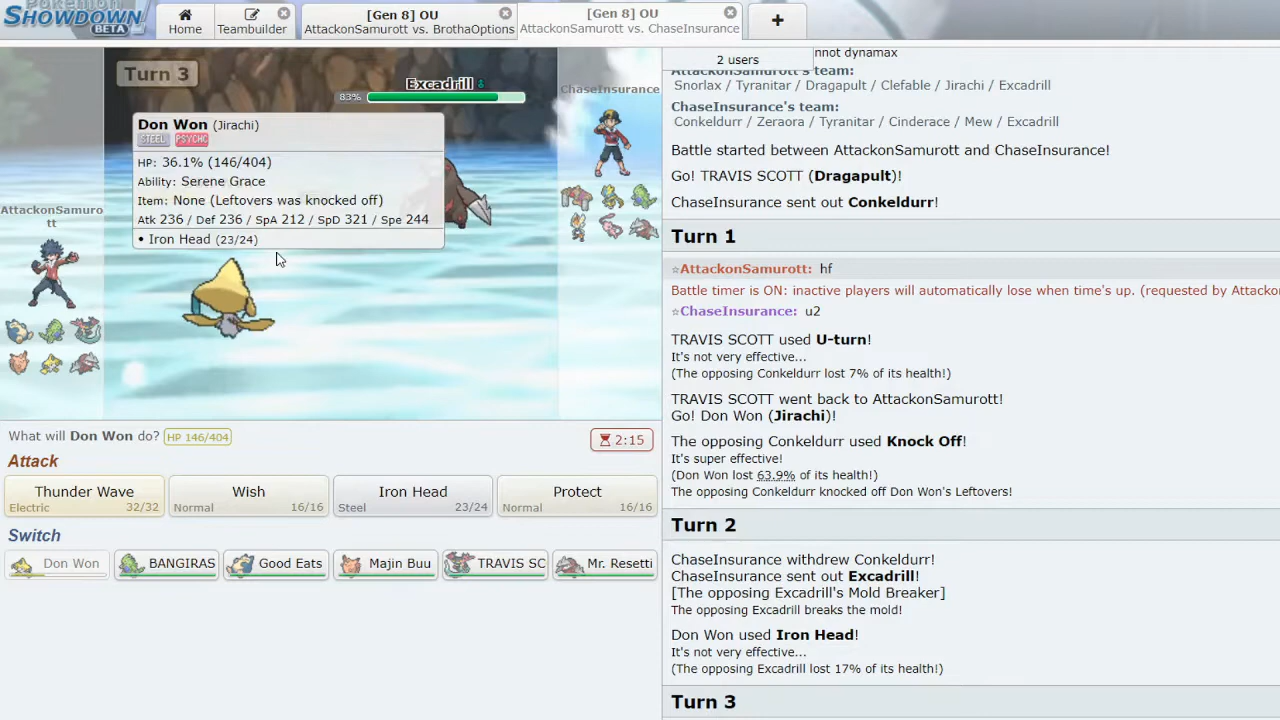 Pokémon
SHOWDOWN
BETA
Home
Teambuilder
[Gen 8] OU
AttackonSamurott vs. BrothaOptions
[Gen 8] OU
AttackonSamurott vs. ChaseInsurance
+
Turn 3
Excadrill
83%
AttackonSamuro
tt
ChaseInsurance
Don Won (Jirachi)
STEEL PSYCHC
HP: 36.1% (146/404)
Ability: Serene Grace
Item: None (Leftovers was knocked off)
Atk 236 / Def 236 / SpA 212 / SpD 321 / Spe 244
• Iron Head (23/24)
What will Don Won do? HP 146/404
2:15
Attack
Thunder Wave
Electric 32/32
Wish
Normal 16/16
Iron Head
Steel 23/24
Protect
Normal 16/16
Switch
Don Won
BANGIRAS
Good Eats
Majin Buu
TRAVIS SC
Mr. Resetti
2 users
nnot dynamax
AttackonSamurott's team:
Snorlax / Tyranitar / Dragapult / Clefable / Jirachi / Excadrill
ChaseInsurance's team:
Conkeldurr / Zeraora / Tyranitar / Cinderace / Mew / Excadrill
Battle started between AttackonSamurott and ChaseInsurance!
Go! TRAVIS SCOTT (Dragapult)!
ChaseInsurance sent out Conkeldurr!
Turn 1
☆AttackonSamurott: hf
Battle timer is ON: inactive players will automatically lose when time's up. (requested by Attacko
☆ChaseInsurance: u2
TRAVIS SCOTT used U-turn!
It's not very effective...
(The opposing Conkeldurr lost 7% of its health!)
TRAVIS SCOTT went back to AttackonSamurott!
Go! Don Won (Jirachi)!
The opposing Conkeldurr used Knock Off!
It's super effective!
(Don Won lost 63.9% of its health!)
The opposing Conkeldurr knocked off Don Won's Leftovers!
Turn 2
ChaseInsurance withdrew Conkeldurr!
ChaseInsurance sent out Excadrill!
[The opposing Excadrill's Mold Breaker]
The opposing Excadrill breaks the mold!
Don Won used Iron Head!
It's not very effective...
(The opposing Excadrill lost 17% of its health!)
Turn 3